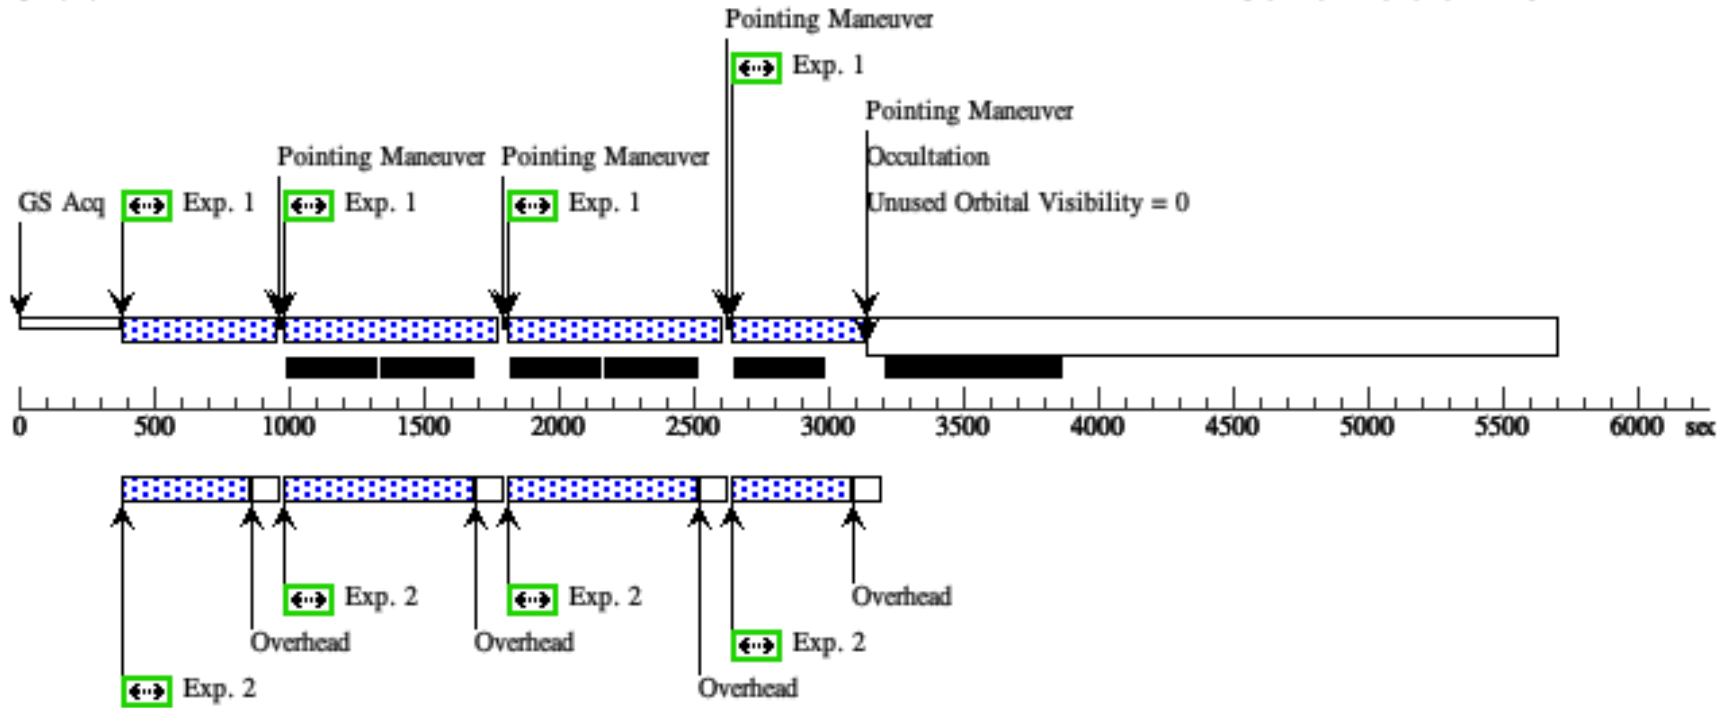 Pointing Maneuver
Exp. 1
Pointing Maneuver
Pointing Maneuver Pointing Maneuver Occultation
GS Acq Exp. 1 Exp. 1 Exp. 1 Unused Orbital Visibility = 0
0 500 1000 1500 2000 2500 3000 3500 4000 4500 5000 5500 6000 sec
Exp. 2 Exp. 2 Overhead
Overhead Overhead Exp. 2
Exp. 2 Overhead